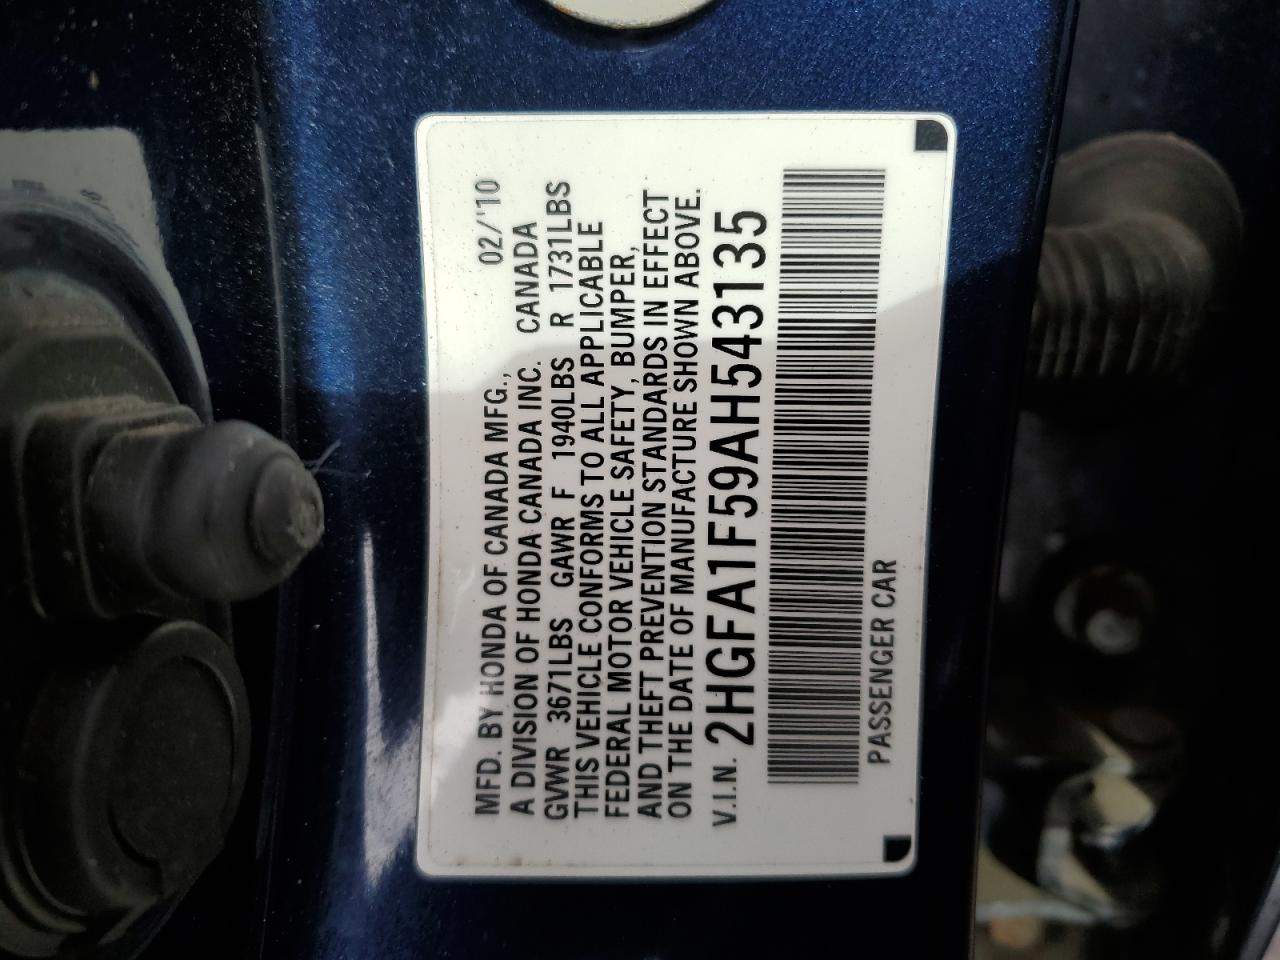 MFD. BY HONDA OF CANADA MFG., 02/'10
A DIVISION OF HONDA CANADA INC. CANADA
GVWR 3671LBS GAWR F 1940LBS R 1731LBS
THIS VEHICLE CONFORMS TO ALL APPLICABLE
FEDERAL MOTOR VEHICLE SAFETY, BUMPER,
AND THEFT PREVENTION STANDARDS IN EFFECT
ON THE DATE OF MANUFACTURE SHOWN ABOVE.
V.I.N. 2HGFA1F59AH543135
PASSENGER CAR